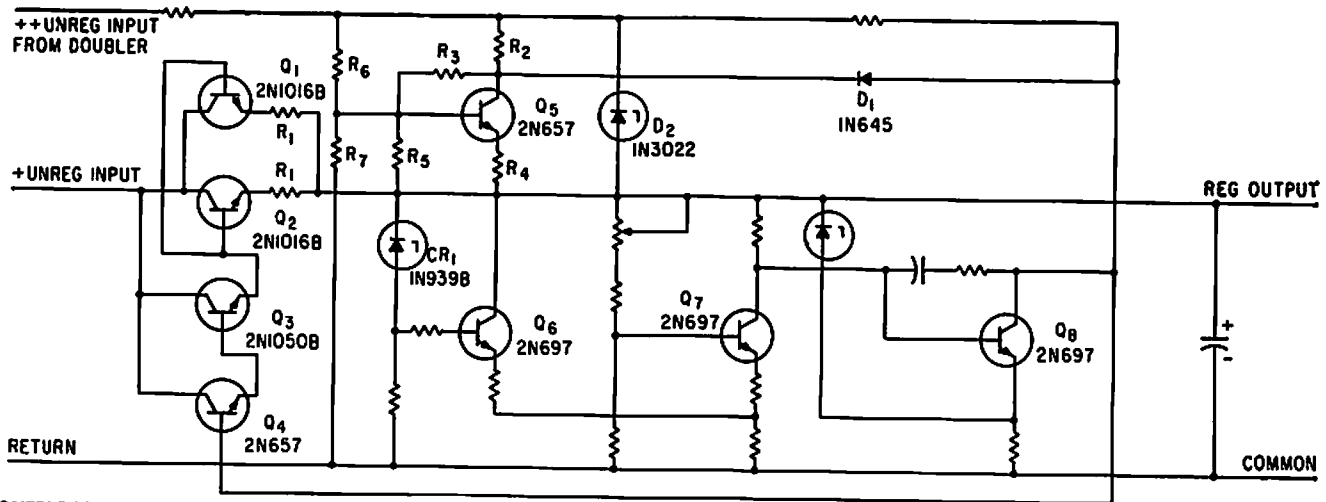 ++UNREG INPUT
FROM DOUBLER
Q1
2N1016B
R1
R6
R3
R2
Q5
2N657
D2
1N3022
D1
1N645
+UNREG INPUT
R1
R7
R5
R4
REG OUTPUT
+
Q2
2N1016B
CR1
1N939B
Q3
2N1050B
Q6
2N697
Q7
2N697
Q8
2N697
+
-
Q4
2N657
RETURN
COMMON